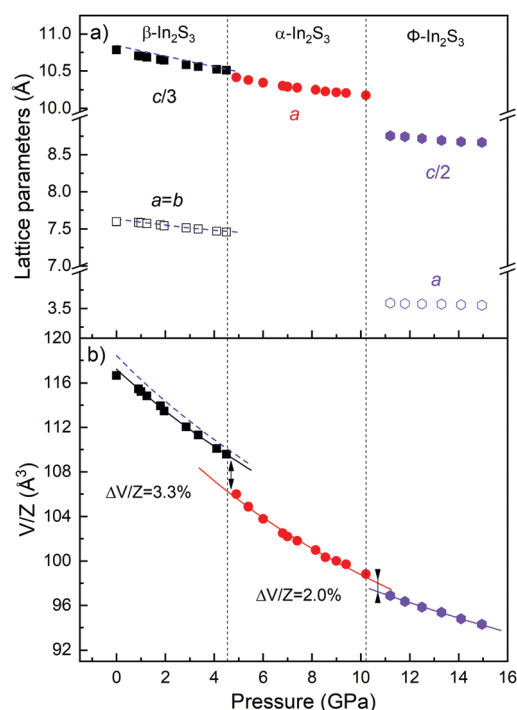 β-In₂S₃ α-In₂S₃ Φ-In₂S₃
a)
11.0
10.5
10.0
8.5
8.0
7.5
7.0
3.5
Lattice parameters (Å)
c/3
a
c/2
a=b
a
120
b)
116
112
108
104
100
96
92
V/Z (Å³)
ΔV/Z=3.3%
ΔV/Z=2.0%
0 2 4 6 8 10 12 14 16
Pressure (GPa)